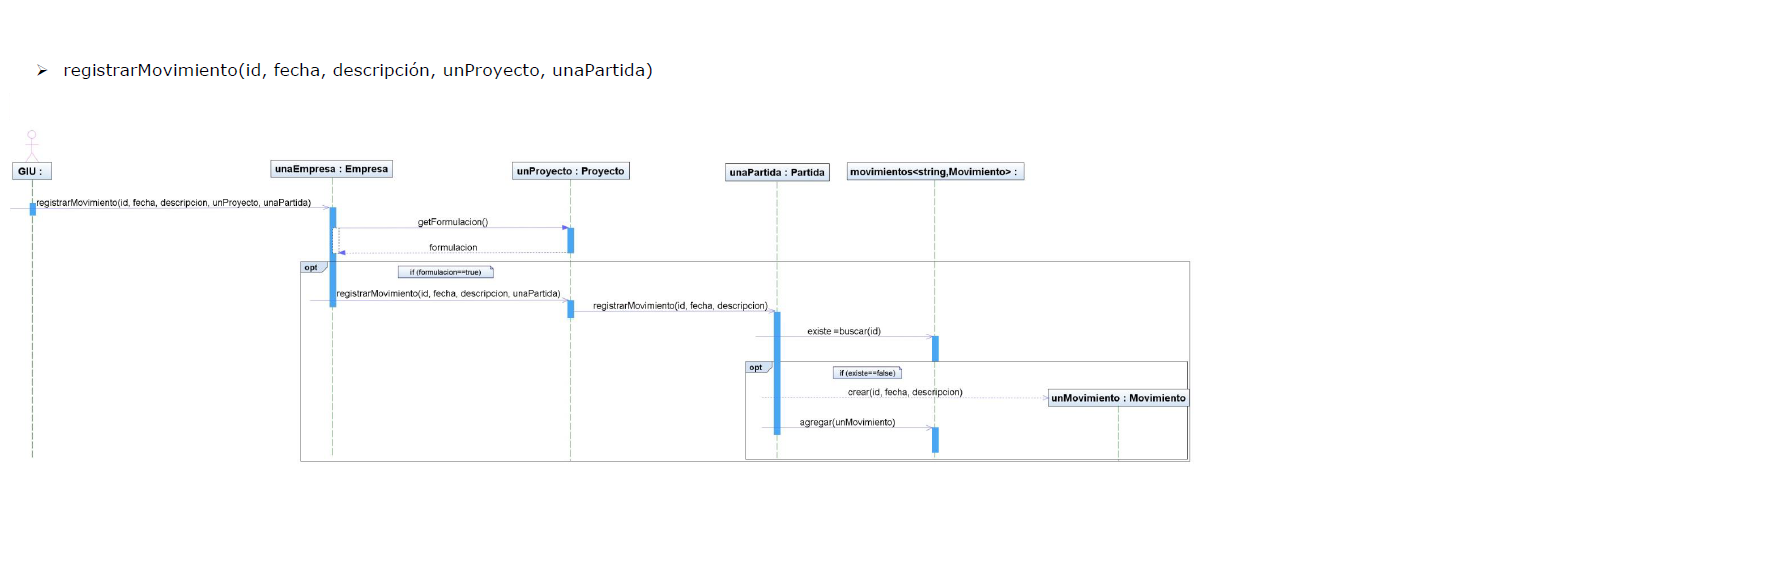 ➢ registrarMovimiento(id, fecha, descripción, unProyecto, unaPartida)
GIU :
unaEmpresa : Empresa
unProyecto : Proyecto
unaPartida : Partida
movimientos<string,Movimiento> :
registrarMovimiento(id, fecha, descripcion, unProyecto, unaPartida)
getFormulacion()
formulacion
opt
if (formulacion==true)
registrarMovimiento(id, fecha, descripcion, unaPartida)
registrarMovimiento(id, fecha, descripcion)
existe =buscar(id)
opt
if (existe==false)
crear(id, fecha, descripcion)
unMovimiento : Movimiento
agregar(unMovimiento)